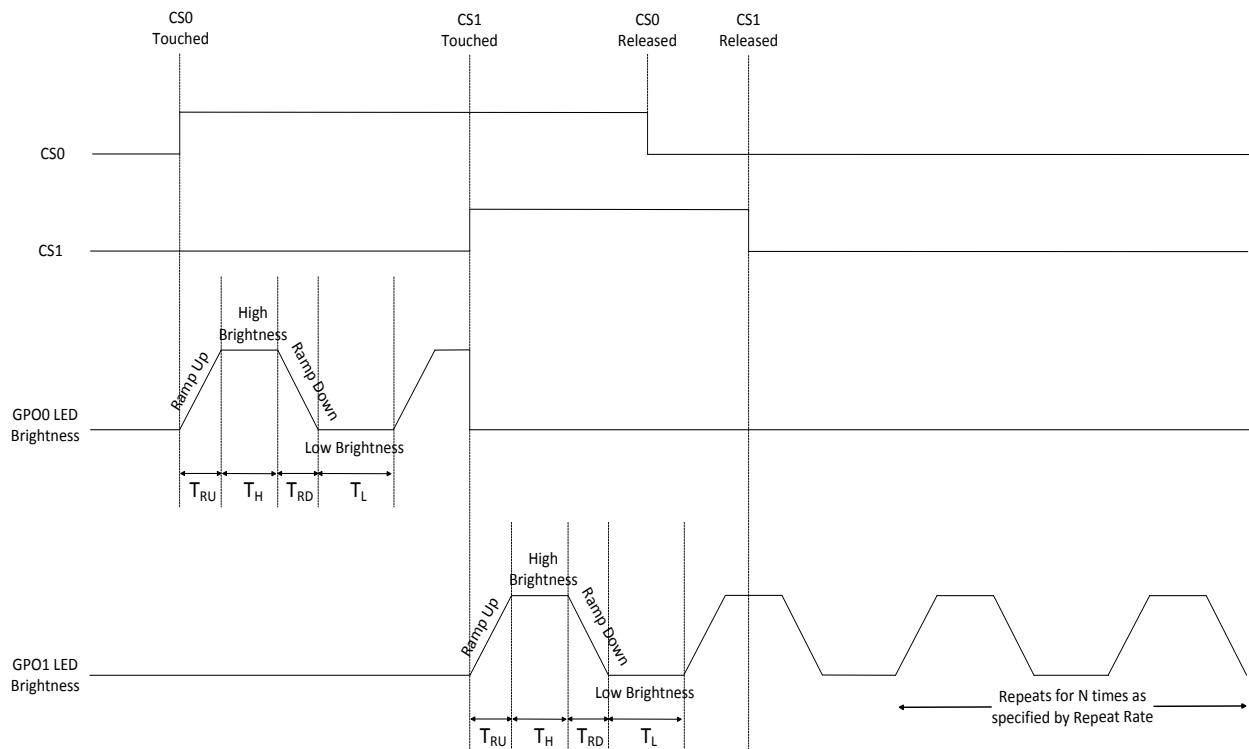 CS0
Touched
CS1
Touched
CS0
Released
CS1
Released
CS0
CS1
High
Brightness
Ramp Up
Ramp Down
GPO0 LED
Brightness
Low Brightness
TRU
TH
TRD
TL
High
Brightness
Ramp Up
Ramp Down
GPO1 LED
Brightness
Low Brightness
Repeats for N times as
specified by Repeat Rate
TRU
TH
TRD
TL